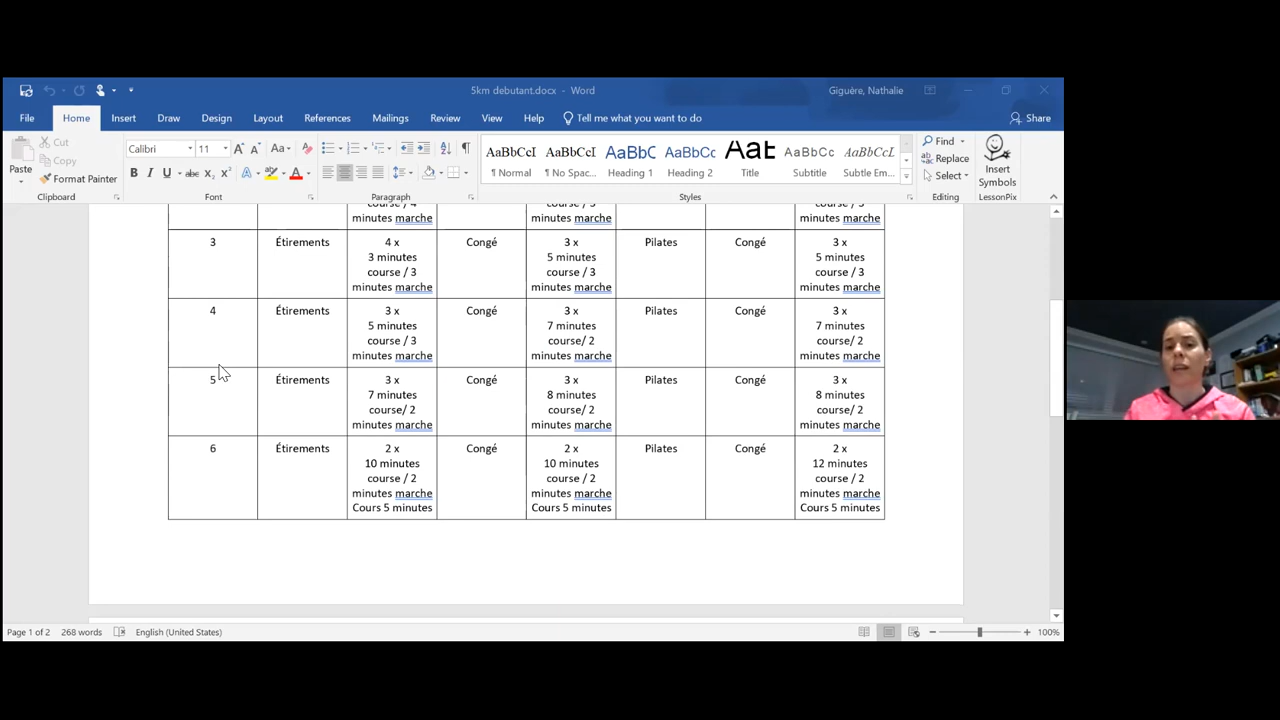 5km debutant.docx - Word
Giguère, Nathalie
File Home Insert Draw Design Layout References Mailings Review View Help Tell me what you want to do Share
Paste
Cut
Copy
Format Painter
Clipboard
Calibri 11
Font
Paragraph
AaBbCcDc AaBbCcDc AaBbC AaBbCc AaB AaBbCcD AaBbCcD
¶ Normal ¶ No Spac... Heading 1 Heading 2 Title Subtitle Subtle Em...
Styles
Find
Replace
Select
Editing
Insert
Symbols
LessonPix
minutes marche minutes marche minutes marche
3 Étirements 4 x Congé 3 x Pilates Congé 3 x
3 minutes 5 minutes 5 minutes
course / 3 course / 3 course / 3
minutes marche minutes marche minutes marche
4 Étirements 3 x Congé 3 x Pilates Congé 3 x
5 minutes 7 minutes 7 minutes
course / 3 course/ 2 course/ 2
minutes marche minutes marche minutes marche
5 Étirements 3 x Congé 3 x Pilates Congé 3 x
7 minutes 8 minutes 8 minutes
course/ 2 course/ 2 course/ 2
minutes marche minutes marche minutes marche
6 Étirements 2 x Congé 2 x Pilates Congé 2 x
10 minutes 10 minutes 12 minutes
course / 2 course / 2 course / 2
minutes marche minutes marche minutes marche
Cours 5 minutes Cours 5 minutes Cours 5 minutes
Page 1 of 2 268 words English (United States) 100%